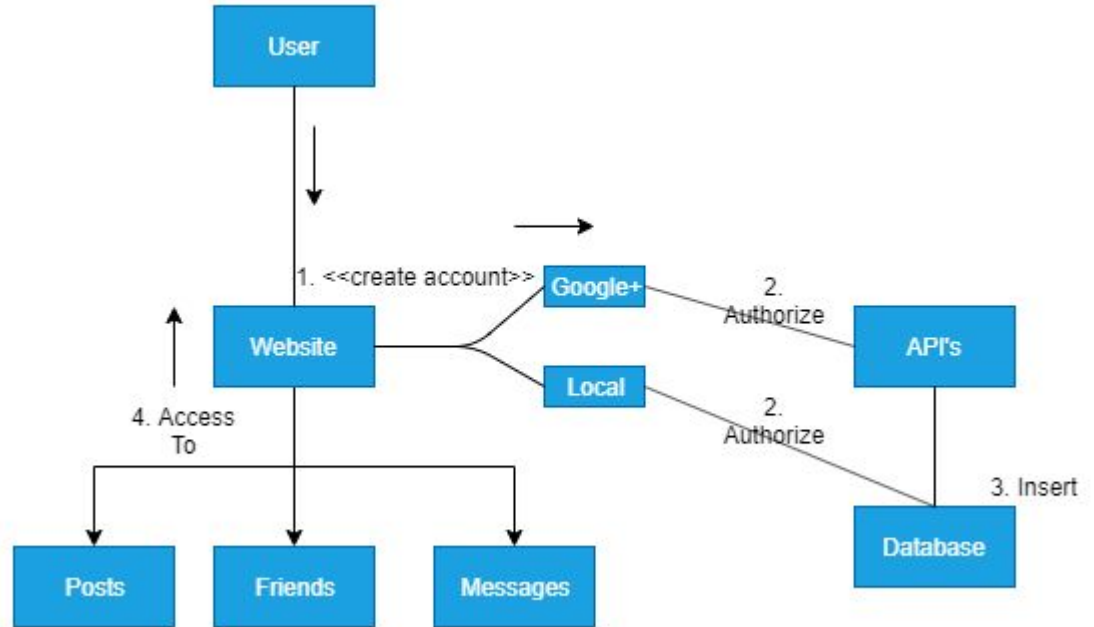 User
1. <<create account>>
Google+
2.
Authorize
Website
API's
Local
4. Access
To
2.
Authorize
3. Insert
Database
Posts
Friends
Messages